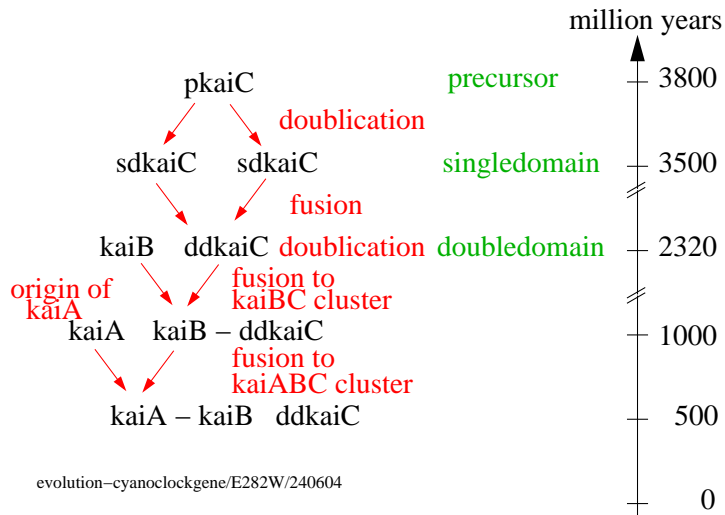 million years
pkaiC precursor 3800
doublication
sdkaiC sdkaiC singledomain 3500
fusion
kaiB ddkaiC doublication doubledomain 2320
origin of kaiA
fusion to
kaiBC cluster
kaiA kaiB – ddkaiC 1000
fusion to
kaiABC cluster
kaiA – kaiB ddkaiC 500
evolution–cyanoclockgene/E282W/240604
0